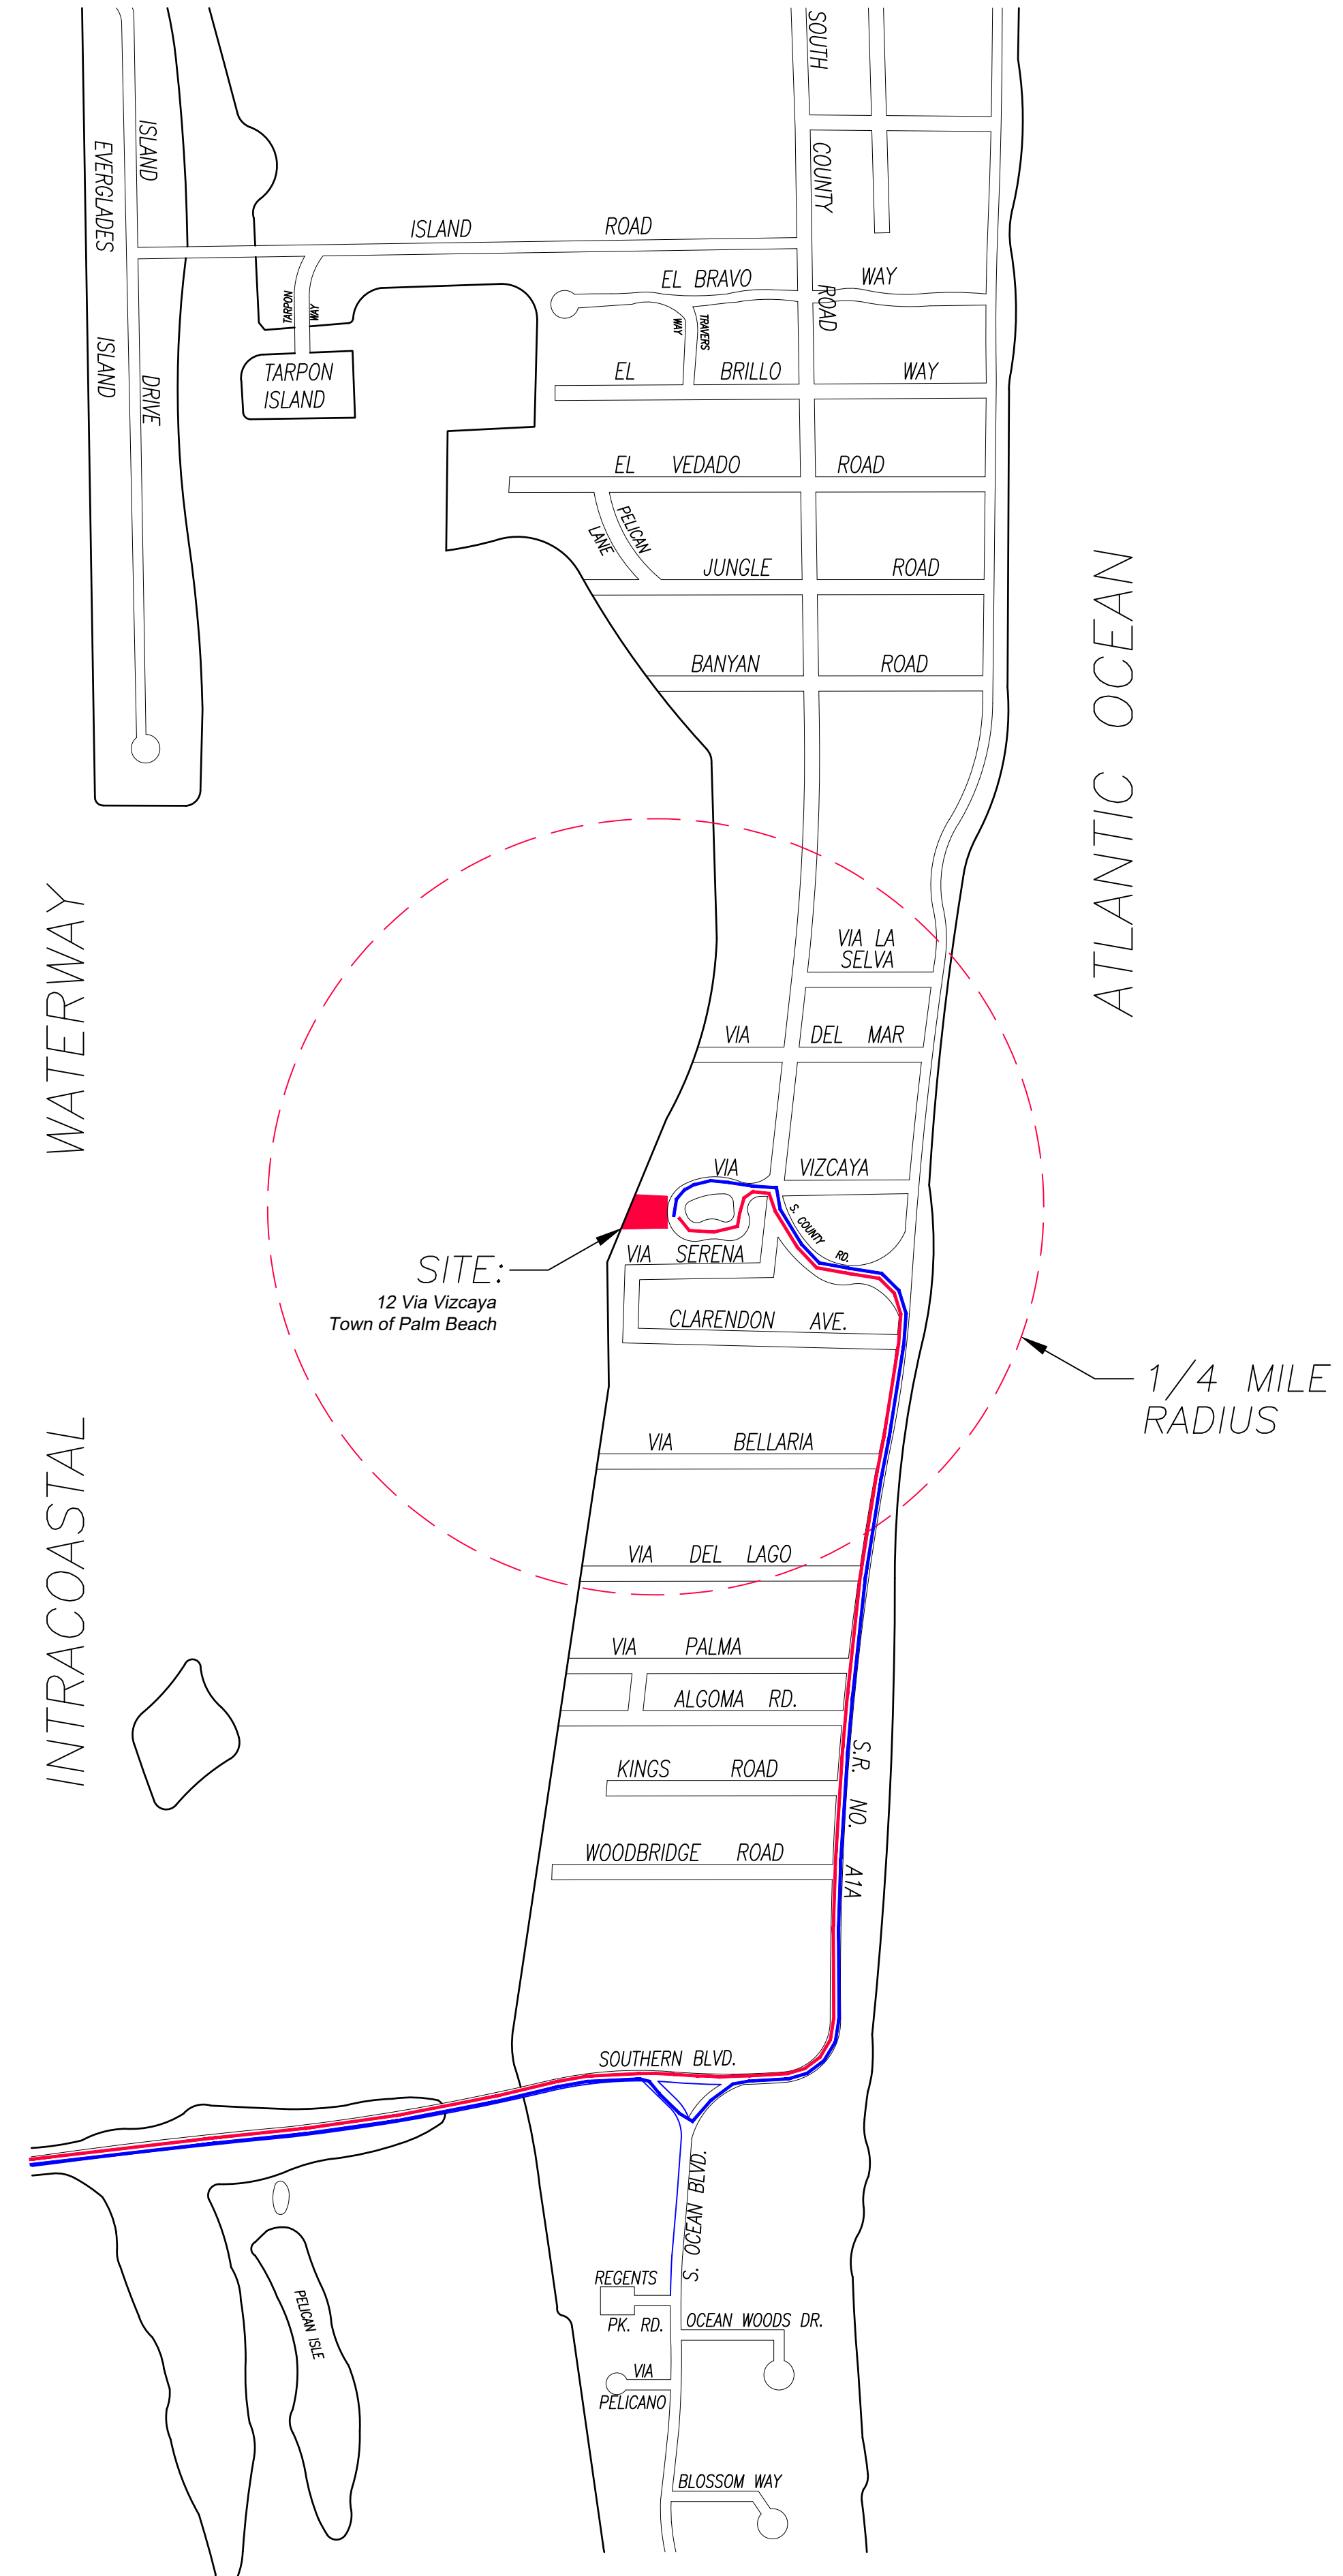 SOUTH
COUNTY
ROAD
ISLAND
DRIVE
EVERGLADES
ISLAND
ISLAND ROAD
TARPON
WAY
TARPON
ISLAND
EL BRAVO WAY
TRAVERS
WAY
EL BRILLO WAY
EL VEDADO ROAD
PELICAN
LANE
JUNGLE ROAD
BANYAN ROAD
ATLANTIC OCEAN
INTRACOASTAL WATERWAY
VIA LA
SELVA
VIA DEL MAR
VIA VIZCAYA
S. COUNTY RD.
VIA SERENA
SITE:
12 Via Vizcaya
Town of Palm Beach
CLARENDON AVE.
1/4 MILE
RADIUS
VIA BELLARIA
VIA DEL LAGO
VIA PALMA
ALGOMA RD.
KINGS ROAD
S.R. NO. A1A
WOODBRIDGE ROAD
SOUTHERN BLVD.
S. OCEAN BLVD.
PELICAN ISLE
REGENTS
PK. RD.
OCEAN WOODS DR.
VIA
PELICANO
BLOSSOM WAY